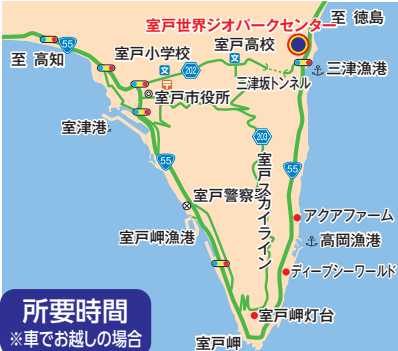 至 徳島
室戸世界ジオパークセンター
室戸高校
室戸小学校
55
至 高知
202
三津坂トンネル
三津漁港
室戸市役所
室津港
203
55
55
室戸スカイライン
室戸警察署
アクアファーム
室戸岬漁港
高岡漁港
ディープシーワールド
室戸岬灯台
室戸岬
所要時間
※車でお越しの場合